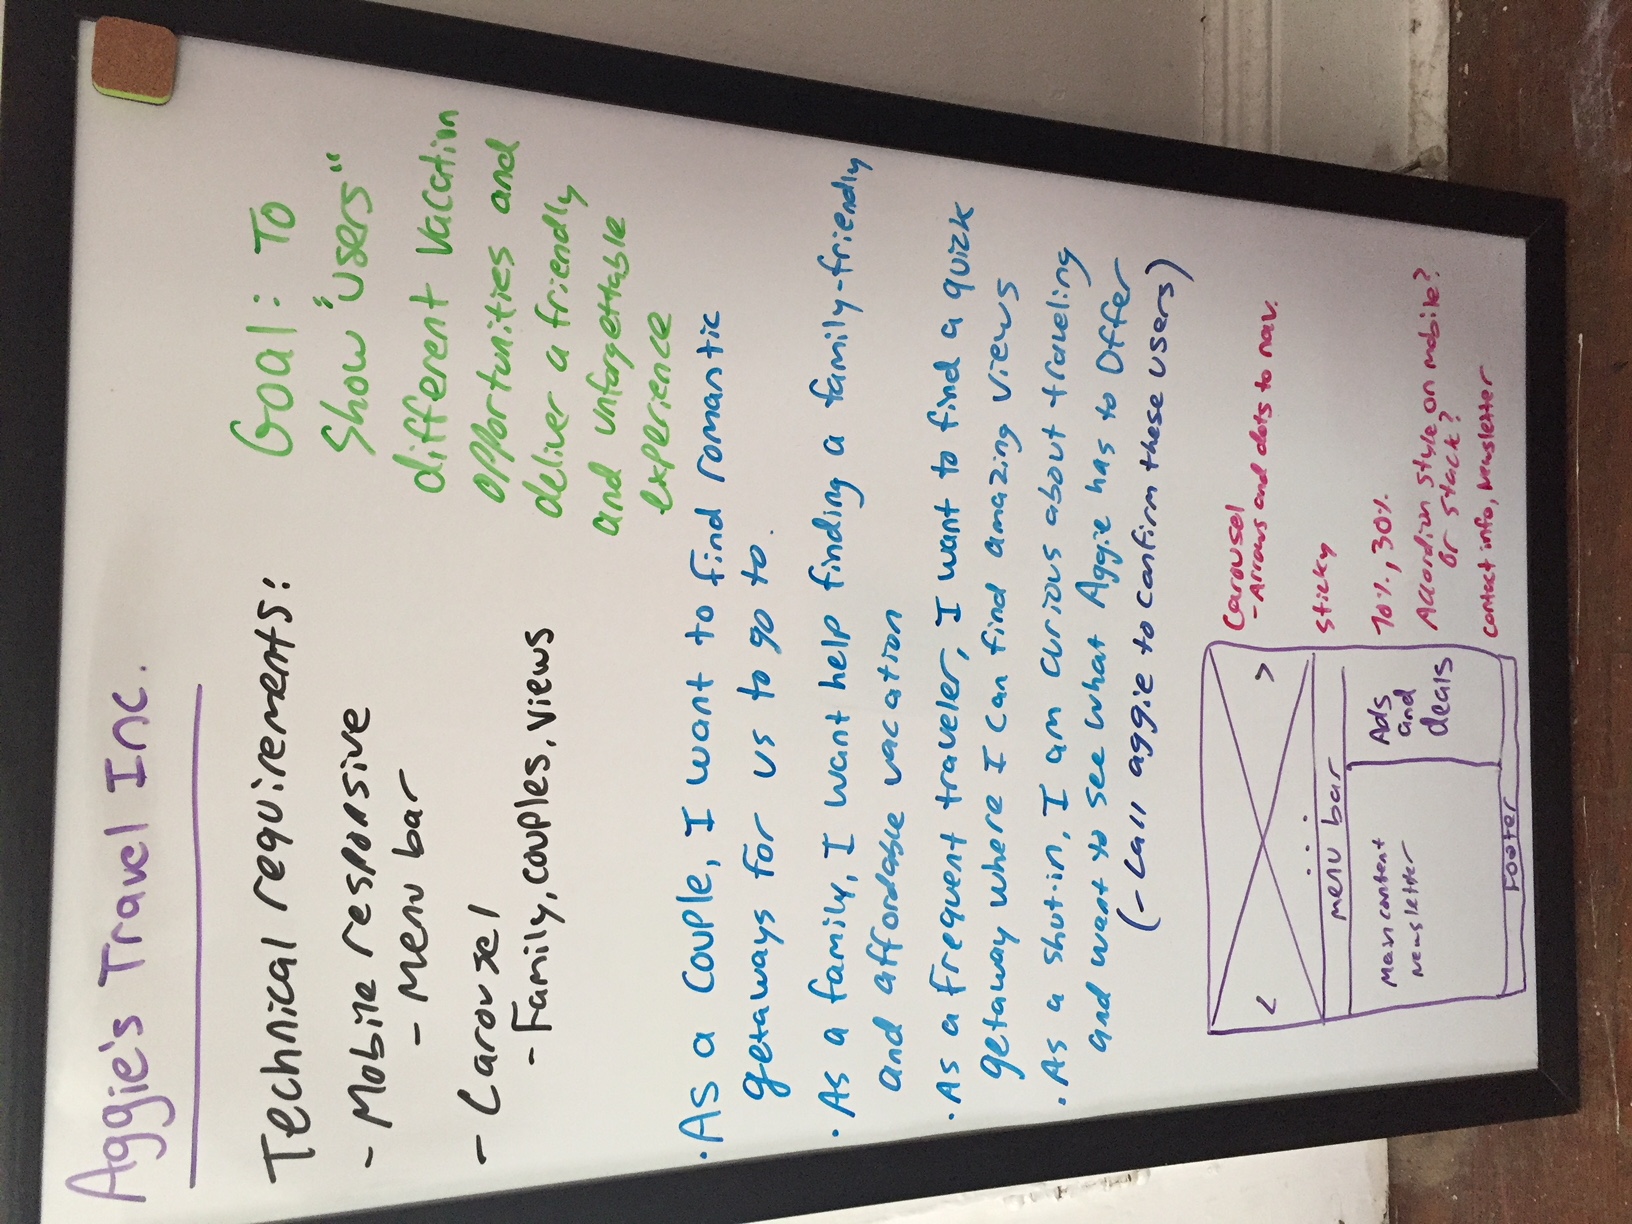 Aggie's Travel Inc.
Technical requirements:
- Mobile responsive
- Menu bar
- Carousel
- Family, couples, views
Goal: To
Show "users"
different vacation
opportunities and
deliver a friendly
and unforgettable
experience
· As a couple, I want to find romantic
getaways for us to go to.
· As a family, I want help finding a family-friendly
and affordable vacation
· As a frequent traveler, I want to find a quick
getaway where I can find amazing views
· As a shut-in, I am curious about traveling
and want to see what Aggie has to offer
(- Call aggie to confirm these users)
< >
...
menu bar
Main content
Newsletter
Ads
and
deals
Footer
Carousel
- Arrows and dots to nav.
sticky
70%, 30%
Accordion style on mobile?
or stack?
contact info, Newsletter